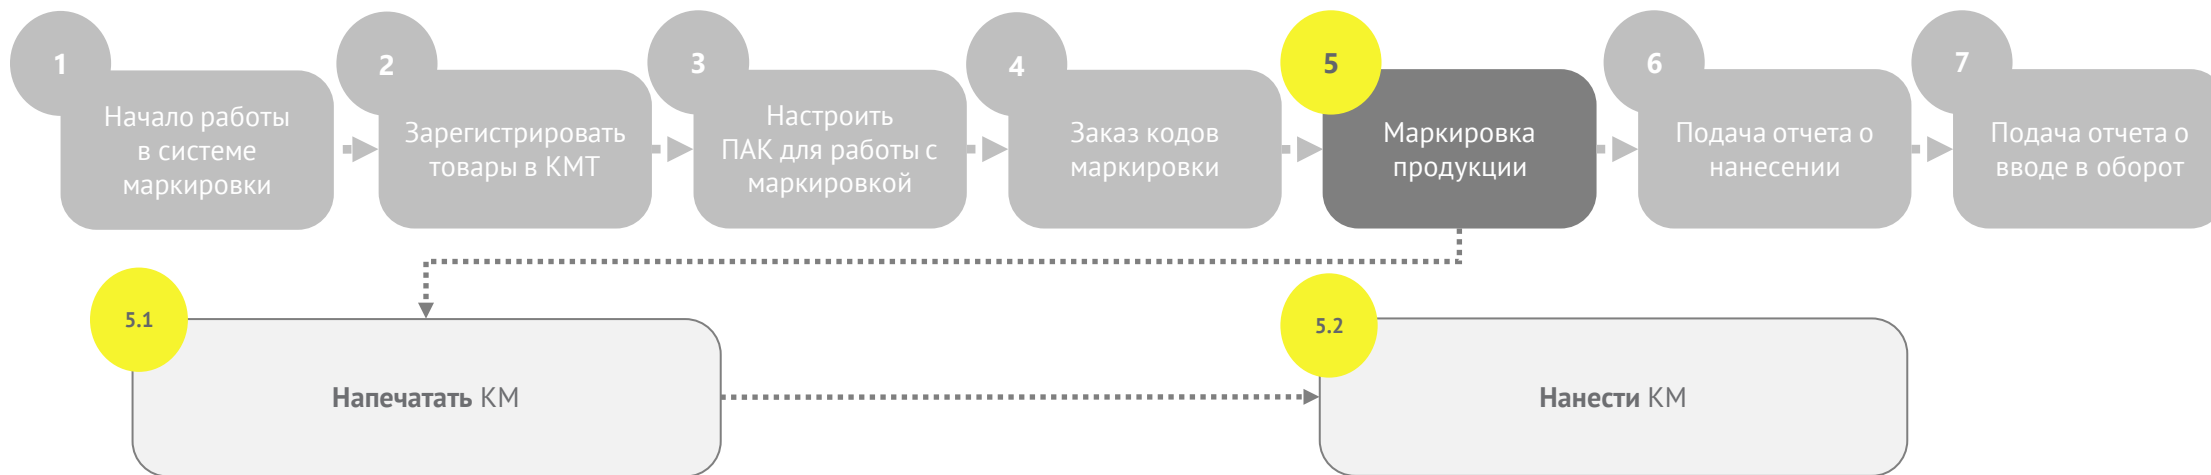 1
Начало работы
в системе
маркировки
2
Зарегистрировать
товары в КМТ
3
Настроить
ПАК для работы с
маркировкой
4
Заказ кодов
маркировки
5
Маркировка
продукции
6
Подача отчета о
нанесении
7
Подача отчета о
вводе в оборот
5.1
Напечатать КМ
5.2
Нанести КМ